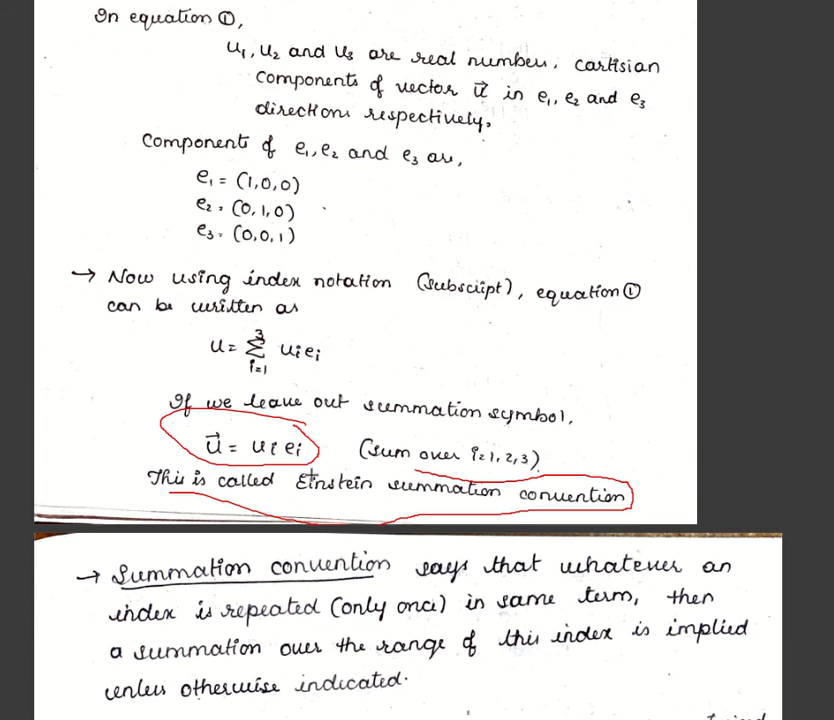 In equation ①,
u₁, u₂ and u₃ are real numbers, cartisian
components of vector u⃗ in e₁, e₂ and e₃
directions respectively,
Components of e₁, e₂ and e₃ are,
e₁ = (1,0,0)
e₂ = (0,1,0)
e₃ = (0,0,1)
→ Now using index notation (subscript), equation ①
can be written as
u = 3∑i=1 uᵢeᵢ
If we leave out summation symbol,
u⃗ = uᵢeᵢ (sum over i=1,2,3)
This is called Einstein summation convention
→ Summation convention says that whatever an
index is repeated (only once) in same term, then
a summation over the range of this index is implied
unless otherwise indicated.